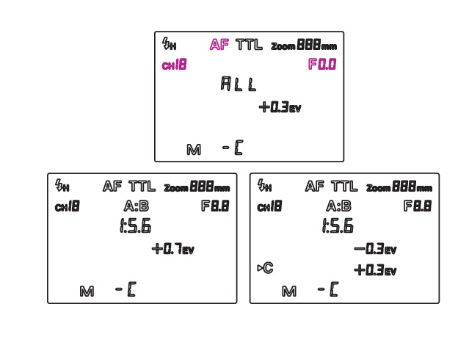 ⚡H AF TTL Zoom 888mm
CH18 F0.0
ALL
+0.3EV
M -C
⚡H AF TTL Zoom 888mm
CH18 A:B F8.8
1:5.6
+0.7EV
M -C
⚡H AF TTL Zoom 888mm
CH18 A:B F8.8
1:5.6
-0.3EV
▹C +0.3EV
M -C